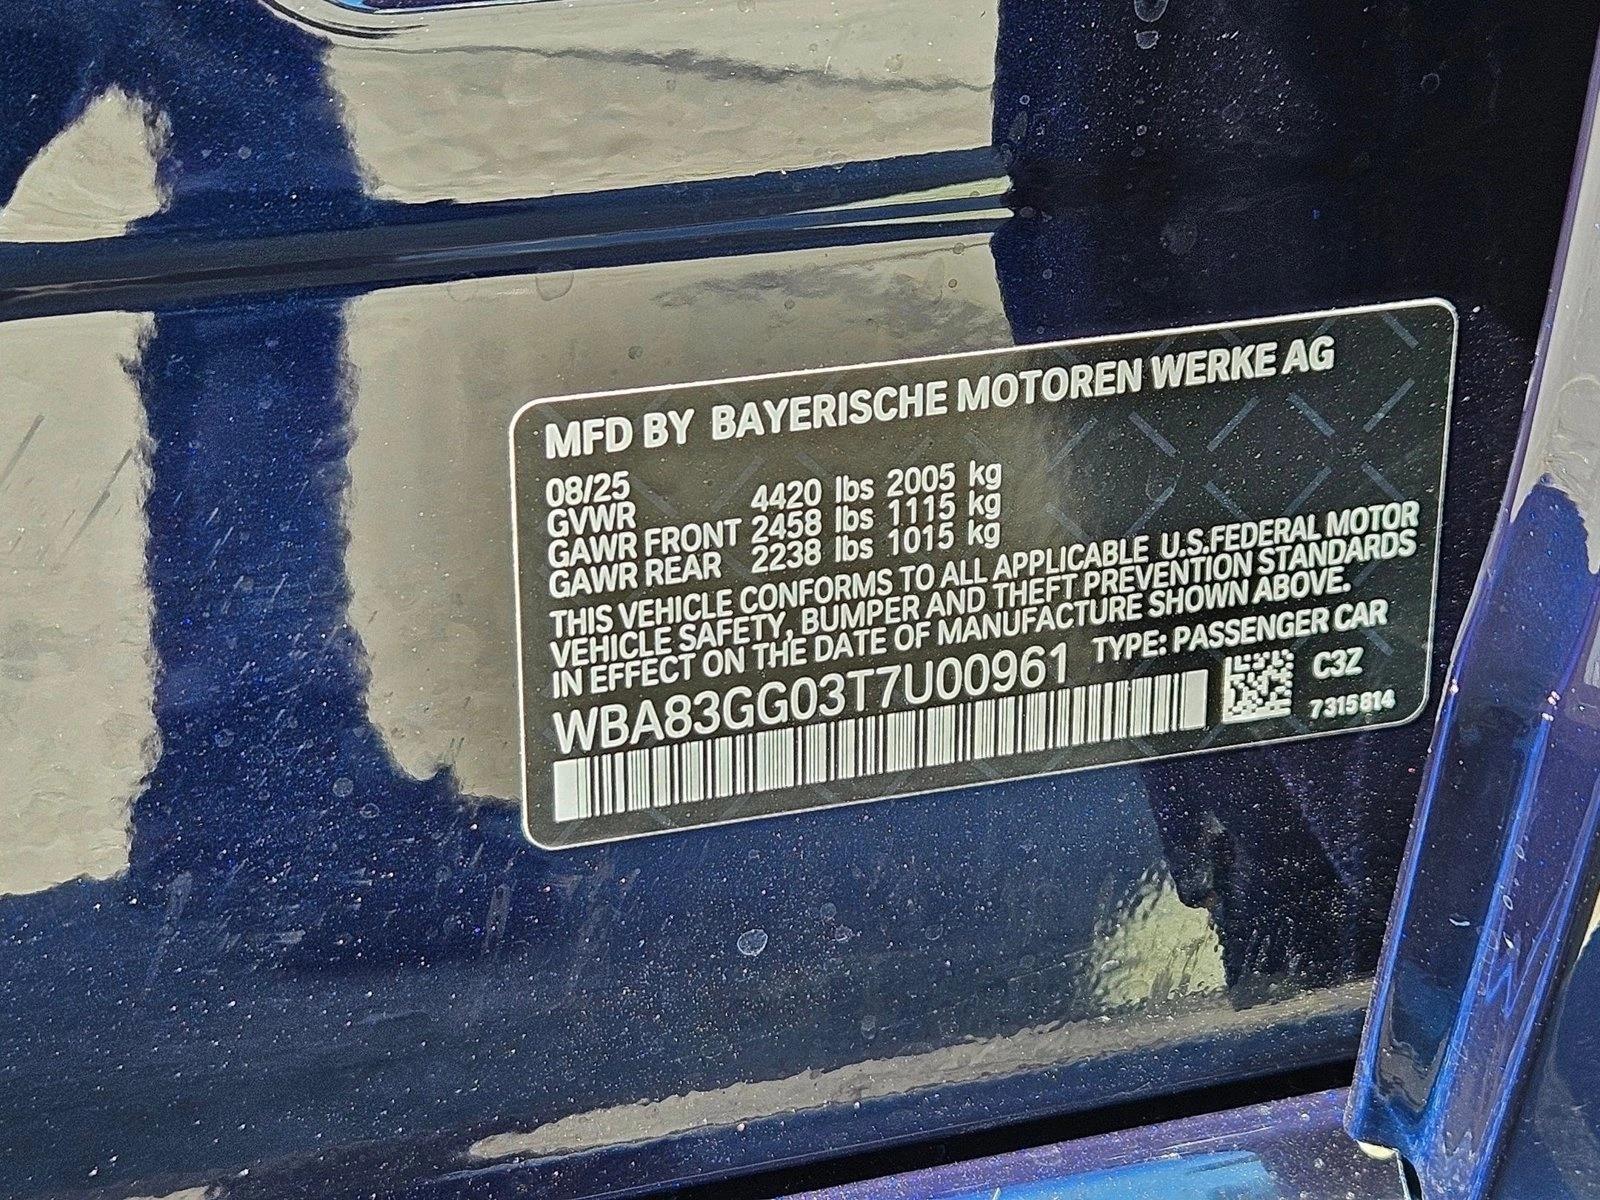 MFD BY BAYERISCHE MOTOREN WERKE AG
08/25
GVWR 4420 lbs 2005 kg
GAWR FRONT 2458 lbs 1115 kg
GAWR REAR 2238 lbs 1015 kg
THIS VEHICLE CONFORMS TO ALL APPLICABLE U.S.FEDERAL MOTOR
VEHICLE SAFETY, BUMPER AND THEFT PREVENTION STANDARDS
IN EFFECT ON THE DATE OF MANUFACTURE SHOWN ABOVE.
WBA83GG03T7U00961 TYPE: PASSENGER CAR
C3Z
7315814